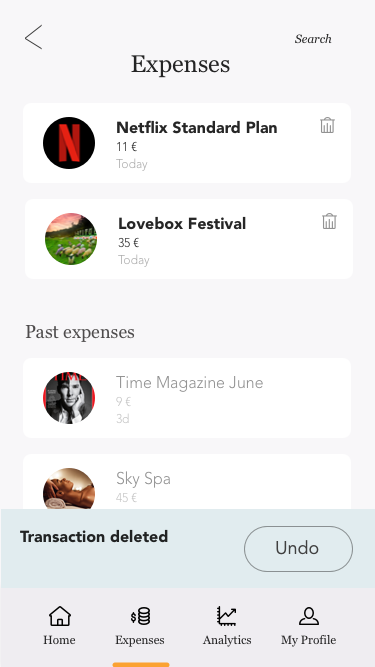 Search
Expenses
Netflix Standard Plan
11 €
Today
Lovebox Festival
35 €
Today
Past expenses
TIME
Time Magazine June
9 €
3d
Sky Spa
45 €
Transaction deleted
Undo
Home
Expenses
Analytics
My Profile